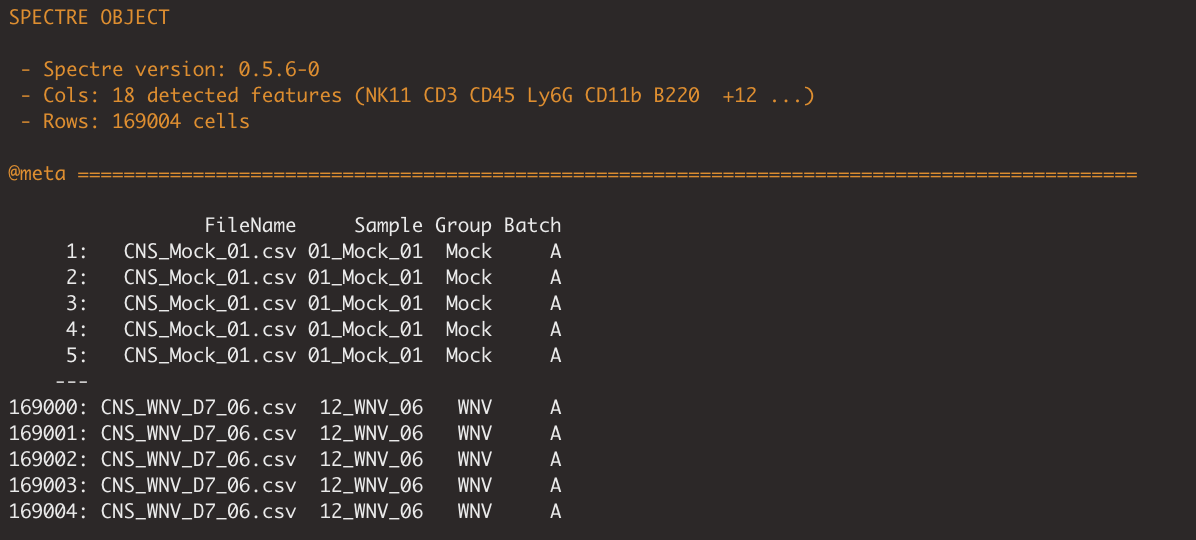 SPECTRE OBJECT
- Spectre version: 0.5.6-0
- Cols: 18 detected features (NK11 CD3 CD45 Ly6G CD11b B220  +12 ...)
- Rows: 169004 cells
@meta ============================================================================================
FileName Sample Group Batch
1: CNS_Mock_01.csv 01_Mock_01 Mock A
2: CNS_Mock_01.csv 01_Mock_01 Mock A
3: CNS_Mock_01.csv 01_Mock_01 Mock A
4: CNS_Mock_01.csv 01_Mock_01 Mock A
5: CNS_Mock_01.csv 01_Mock_01 Mock A
---
169000: CNS_WNV_D7_06.csv 12_WNV_06 WNV A
169001: CNS_WNV_D7_06.csv 12_WNV_06 WNV A
169002: CNS_WNV_D7_06.csv 12_WNV_06 WNV A
169003: CNS_WNV_D7_06.csv 12_WNV_06 WNV A
169004: CNS_WNV_D7_06.csv 12_WNV_06 WNV A